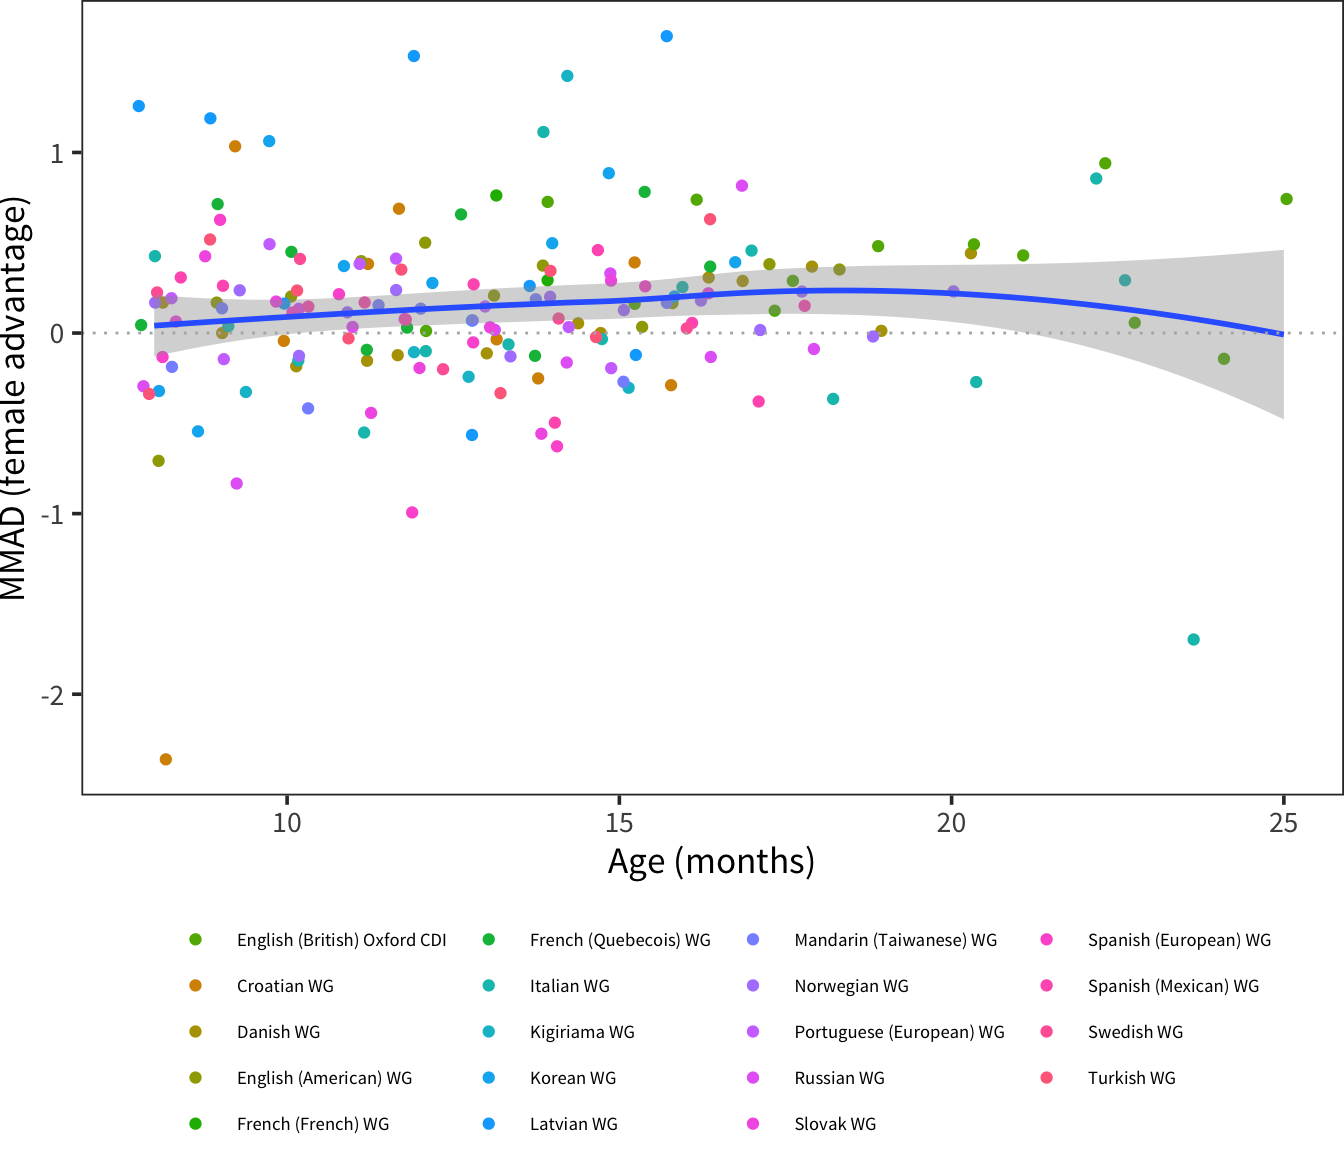 MMAD (female advantage)
1
0
-1
-2
10 15 20 25
Age (months)
English (British) Oxford CDI
Croatian WG
Danish WG
English (American) WG
French (French) WG
French (Quebecois) WG
Italian WG
Kigiriama WG
Korean WG
Latvian WG
Mandarin (Taiwanese) WG
Norwegian WG
Portuguese (European) WG
Russian WG
Slovak WG
Spanish (European) WG
Spanish (Mexican) WG
Swedish WG
Turkish WG